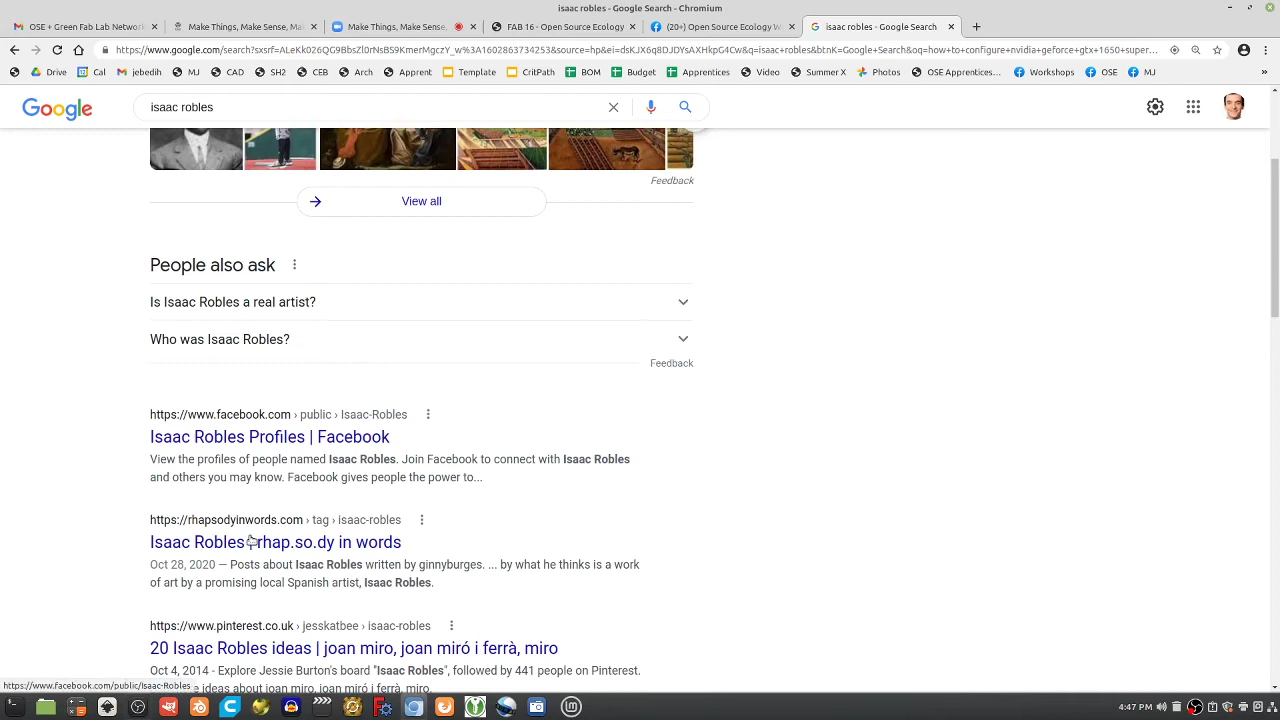 isaac robles - Google Search - Chromium
OSE + Green Fab Lab Network
Things Make, Make Sense, Ma
Make Things, Make Sense,
FAB 16 - Open Source Ecology
(20+) Open Source Ecology W
isaac robles - Google Search
https://www.google.com/search?sxsrf=ALeKk026QG9BbsZl0rNsBS9KmerMgczY_w%3A1602863734253&source=hp&ei=dsKJX6q8DJDYsAXHkpG4Cw&q=isaac+robles&btnK=Google+Search&oq=how+to+configure+nvidia+geforce+gtx+1650+super...
Drive Cal jebedia MJ CAD SH2 CEB Arch Apprent Template CritPath BOM Budget Apprentices Video Summer X Photos OSE Apprentices... Workshops OSE MJ »
Google
isaac robles
Feedback
View all
People also ask
Is Isaac Robles a real artist?
Who was Isaac Robles?
Feedback
https://www.facebook.com › public › Isaac-Robles
Isaac Robles Profiles | Facebook
View the profiles of people named Isaac Robles. Join Facebook to connect with Isaac Robles
and others you may know. Facebook gives people the power to...
https://rhapsodyinwords.com › tag › isaac-robles
Isaac Robles rhap.so.dy in words
Oct 28, 2020 — Posts about Isaac Robles written by ginnyburges. ... by what he thinks is a work
of art by a promising local Spanish artist, Isaac Robles.
https://www.pinterest.co.uk › jesskatbee › isaac-robles
20 Isaac Robles ideas | joan miro, joan miró i ferrà, miro
Oct 4, 2014 - Explore Jessie Burton's board "Isaac Robles", followed by 441 people on Pinterest.
e ideas about joan miro, joan miró i ferrà, miro.
https://www.facebook.com/public/Isaac-Robles
4:47 PM